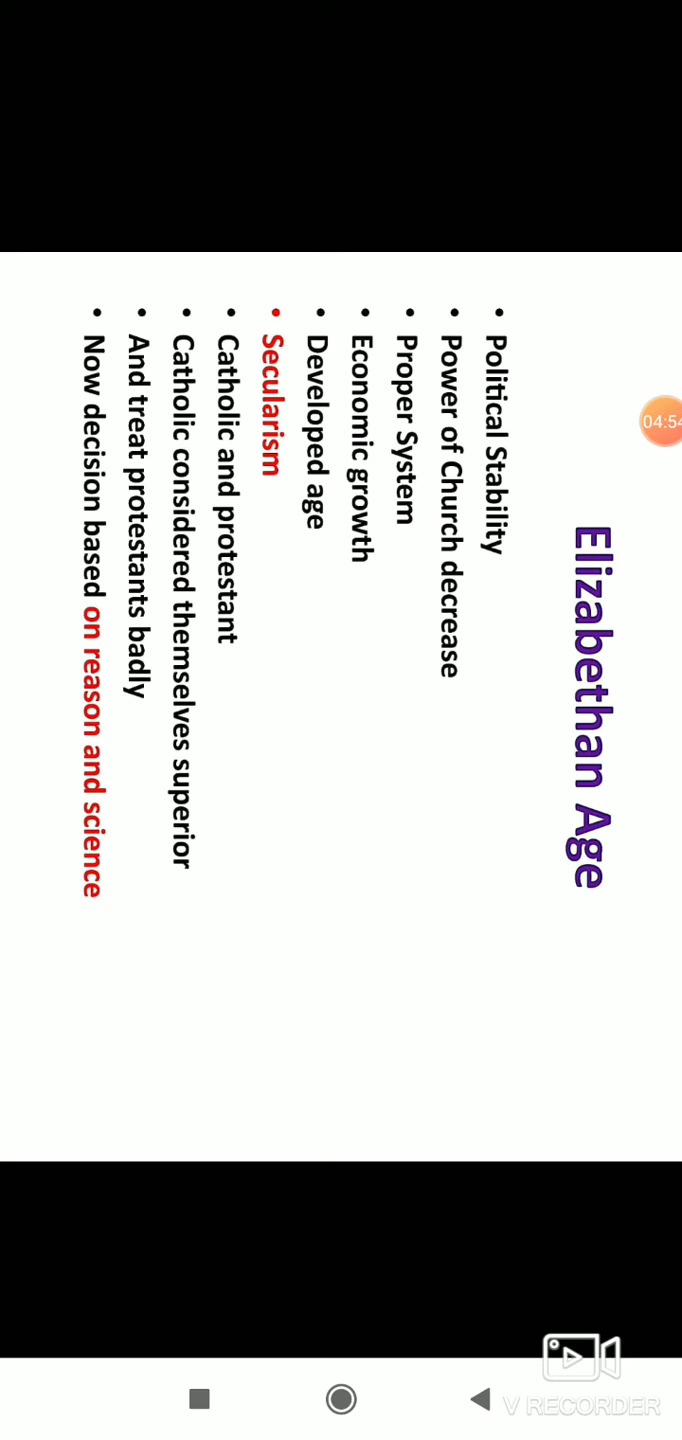 Elizabethan Age
• Political Stability
• Power of Church decrease
• Proper System
• Economic growth
• Developed age
• Secularism
• Catholic and protestant
• Catholic considered themselves superior
• And treat protestants badly
• Now decision based on reason and science
04:54
V RECORDER